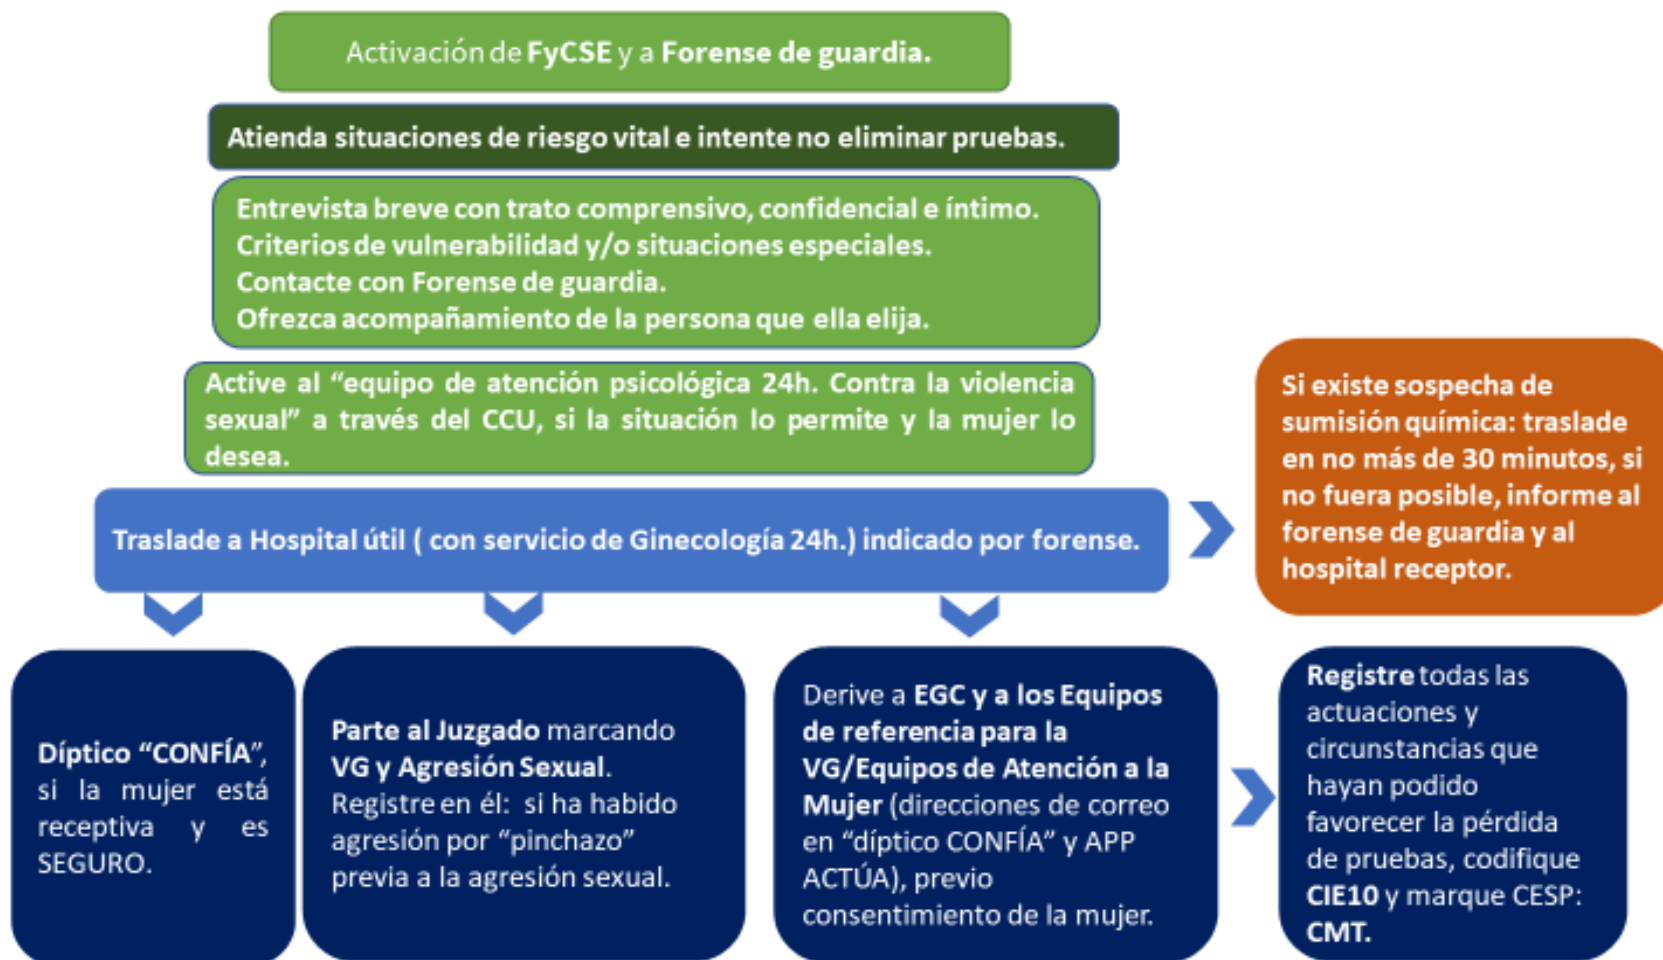 Activación de FyCSE y a Forense de guardia.
Atienda situaciones de riesgo vital e intente no eliminar pruebas.
Entrevista breve con trato comprensivo, confidencial e íntimo.
Criterios de vulnerabilidad y/o situaciones especiales.
Contacte con Forense de guardia.
Ofrezca acompañamiento de la persona que ella elija.
Active al “equipo de atención psicológica 24h. Contra la violencia
sexual” a través del CCU, si la situación lo permite y la mujer lo
desea.
Si existe sospecha de
sumisión química: traslade
en no más de 30 minutos, si
no fuera posible, informe al
forense de guardia y al
hospital receptor.
Traslade a Hospital útil ( con servicio de Ginecología 24h.) indicado por forense.
Díptico “CONFÍA”,
si la mujer está
receptiva y es
SEGURO.
Parte al Juzgado marcando
VG y Agresión Sexual.
Registre en él: si ha habido
agresión por “pinchazo”
previa a la agresión sexual.
Derive a EGC y a los Equipos
de referencia para la
VG/Equipos de Atención a la
Mujer (direcciones de correo
en “díptico CONFÍA” y APP
ACTÚA), previo
consentimiento de la mujer.
Registre todas las
actuaciones y
circunstancias que
hayan podido
favorecer la pérdida
de pruebas, codifique
CIE10 y marque CESP:
CMT.